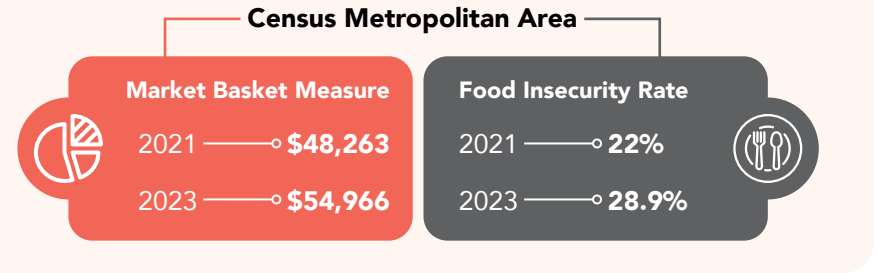 Census Metropolitan Area
Market Basket Measure
2021 $48,263
2023 $54,966
Food Insecurity Rate
2021 22%
2023 28.9%